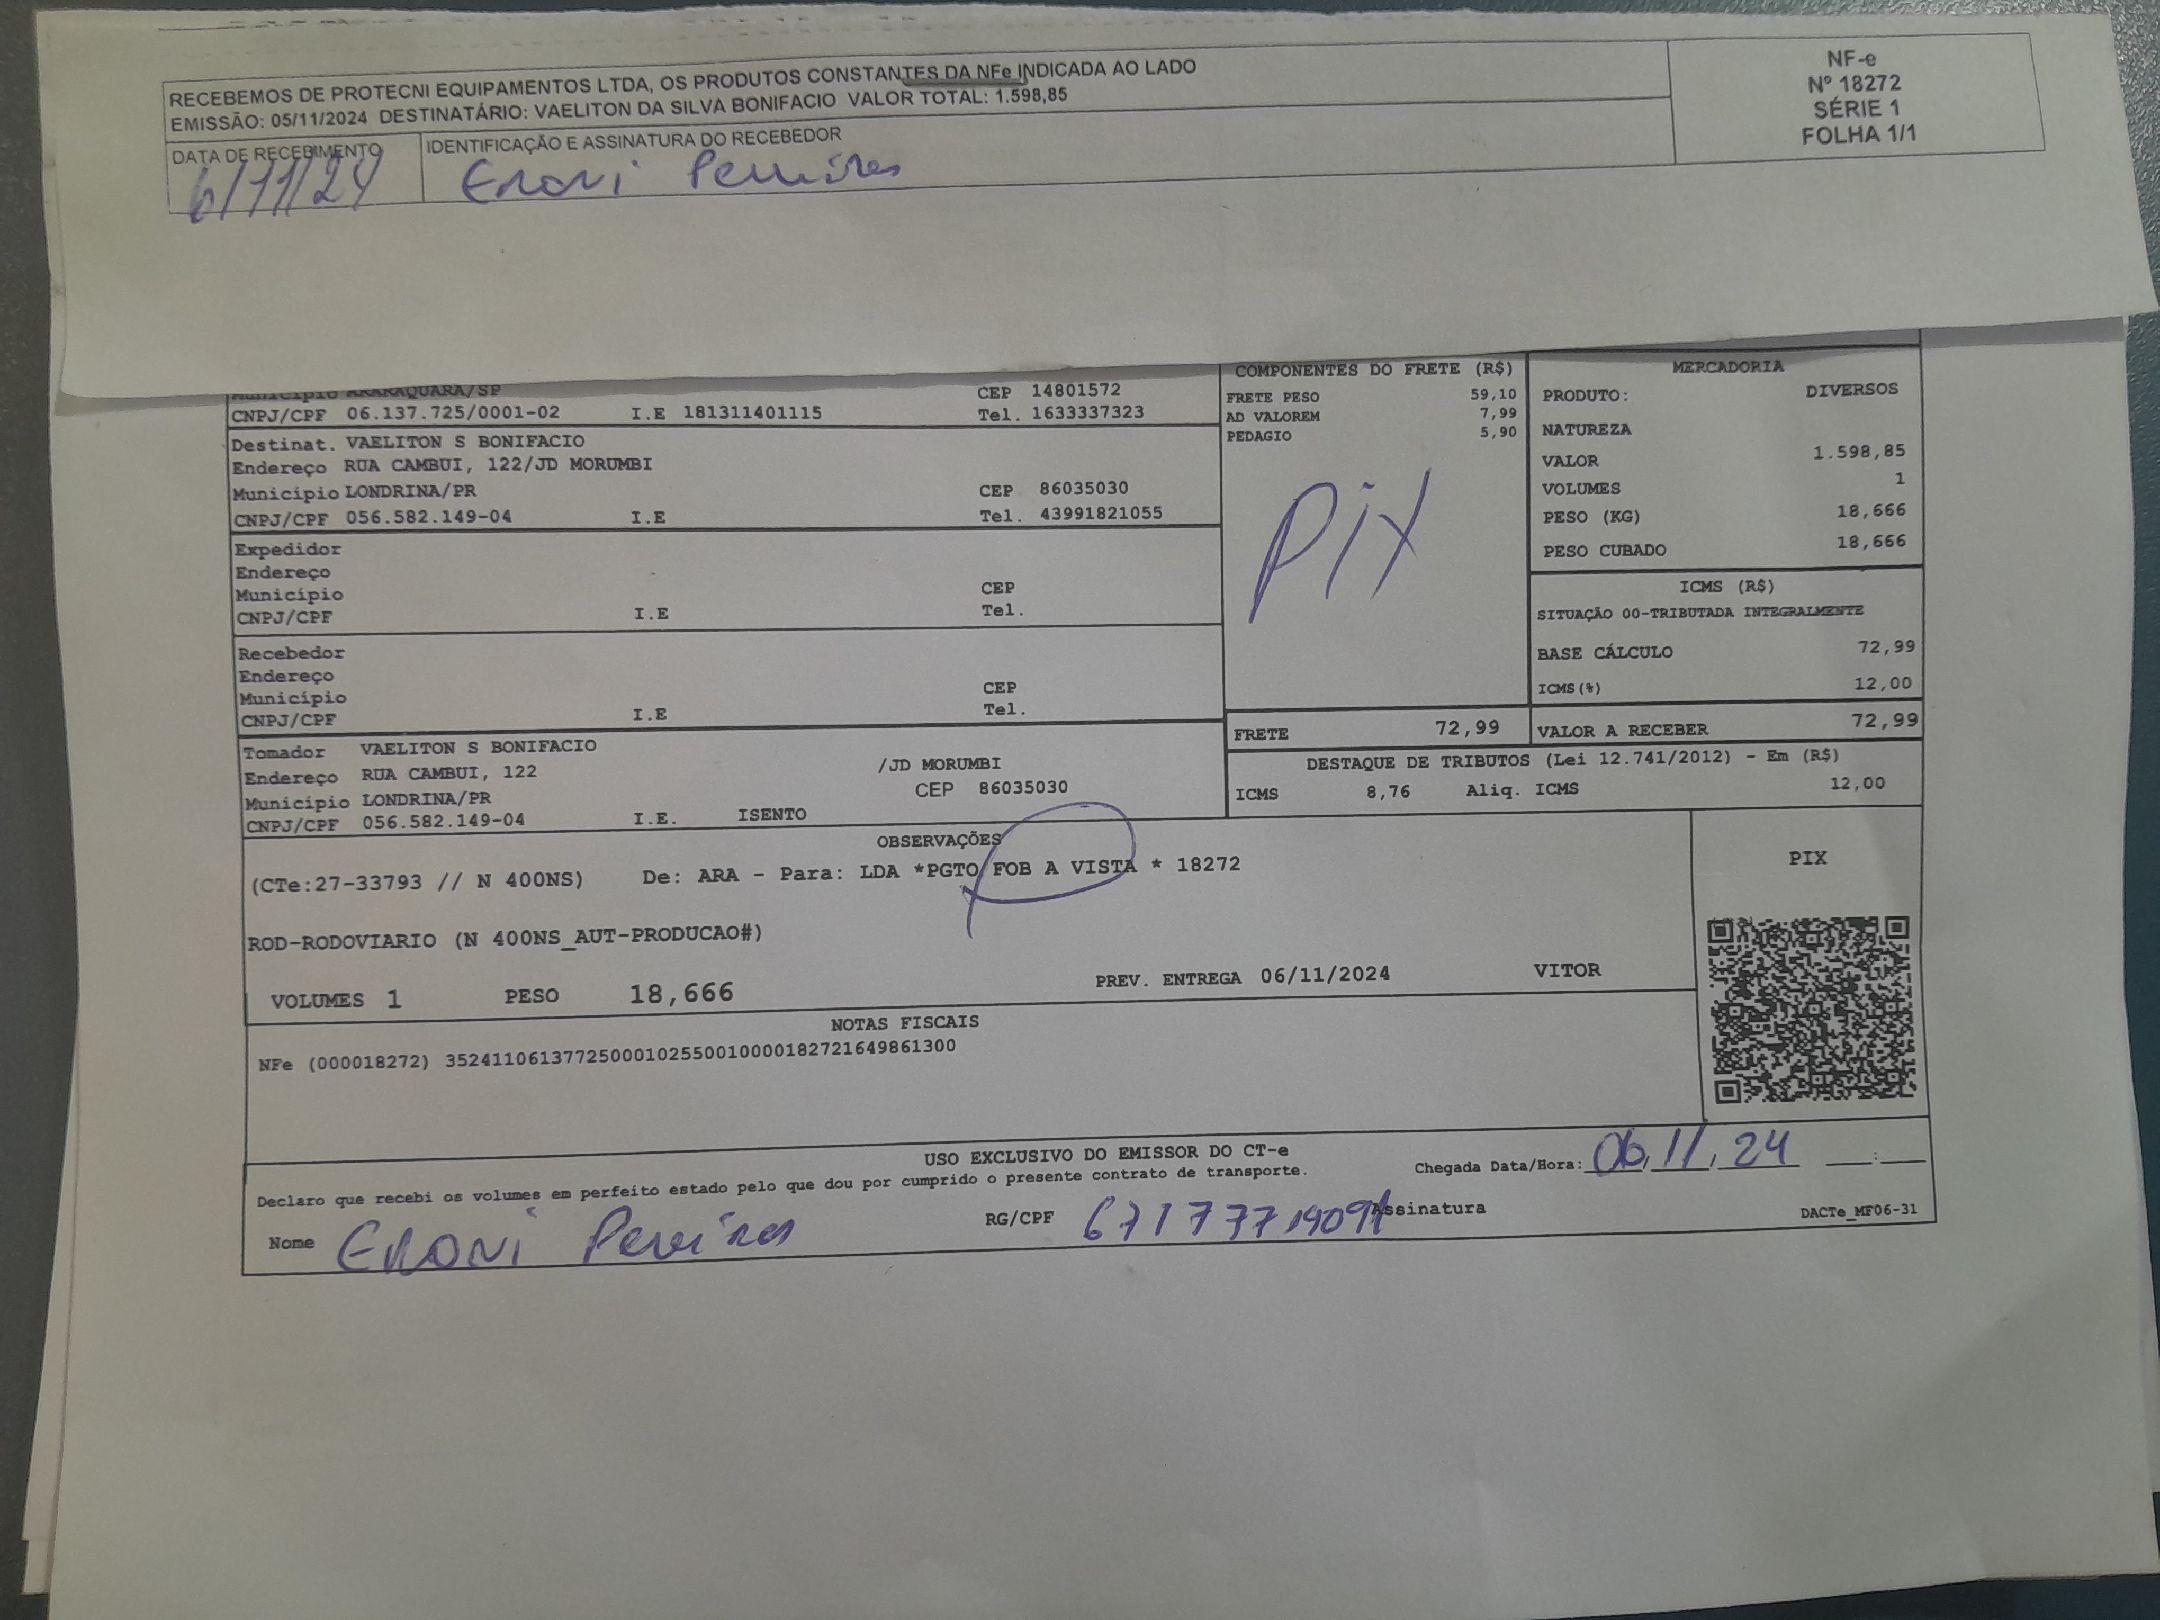 RECEBEMOS DE PROTECNI EQUIPAMENTOS LTDA, OS PRODUTOS CONSTANTES DA NFe INDICADA AO LADO
EMISSÃO: 05/11/2024 DESTINATÁRIO: VAELITON DA SILVA BONIFACIO VALOR TOTAL: 1.598,85
DATA DE RECEBIMENTO
6/11/24
IDENTIFICAÇÃO E ASSINATURA DO RECEBEDOR
Eroni Pereira
NF-e
Nº 18272
SÉRIE 1
FOLHA 1/1
Município ARARAQUARA/SP CEP 14801572
CNPJ/CPF 06.137.725/0001-02 I.E 181311401115 Tel. 1633337323
Destinat. VAELITON S BONIFACIO
Endereço RUA CAMBUI, 122/JD MORUMBI
Município LONDRINA/PR CEP 86035030
CNPJ/CPF 056.582.149-04 I.E Tel. 43991821055
Expedidor
Endereço
Município CEP
CNPJ/CPF I.E Tel.
Recebedor
Endereço
Município CEP
CNPJ/CPF I.E Tel.
Tomador VAELITON S BONIFACIO
Endereço RUA CAMBUI, 122 /JD MORUMBI
Município LONDRINA/PR CEP 86035030
CNPJ/CPF 056.582.149-04 I.E. ISENTO
COMPONENTES DO FRETE (R$)
FRETE PESO 59,10
AD VALOREM 7,99
PEDAGIO 5,90
Pix
FRETE 72,99
MERCADORIA
PRODUTO: DIVERSOS
NATUREZA
VALOR 1.598,85
VOLUMES 1
PESO (KG) 18,666
PESO CUBADO 18,666
ICMS (R$)
SITUAÇÃO 00-TRIBUTADA INTEGRALMENTE
BASE CÁLCULO 72,99
ICMS(%) 12,00
VALOR A RECEBER 72,99
DESTAQUE DE TRIBUTOS (Lei 12.741/2012) - Em (R$)
ICMS 8,76 Aliq. ICMS 12,00
OBSERVAÇÕES
(CTe:27-33793 // N 400NS) De: ARA - Para: LDA *PGTO FOB A VISTA * 18272
ROD-RODOVIARIO (N 400NS_AUT-PRODUCAO#)
VOLUMES 1 PESO 18,666 PREV. ENTREGA 06/11/2024 VITOR
PIX
NOTAS FISCAIS
NFe (000018272) 35241106137725000102550010000182721649861300
USO EXCLUSIVO DO EMISSOR DO CT-e
Declaro que recebi os volumes em perfeito estado pelo que dou por cumprido o presente contrato de transporte.
Chegada Data/Hora: 06/11/24 __:__
Nome Eroni Pereira RG/CPF Assinatura
DACTe_MF06-31